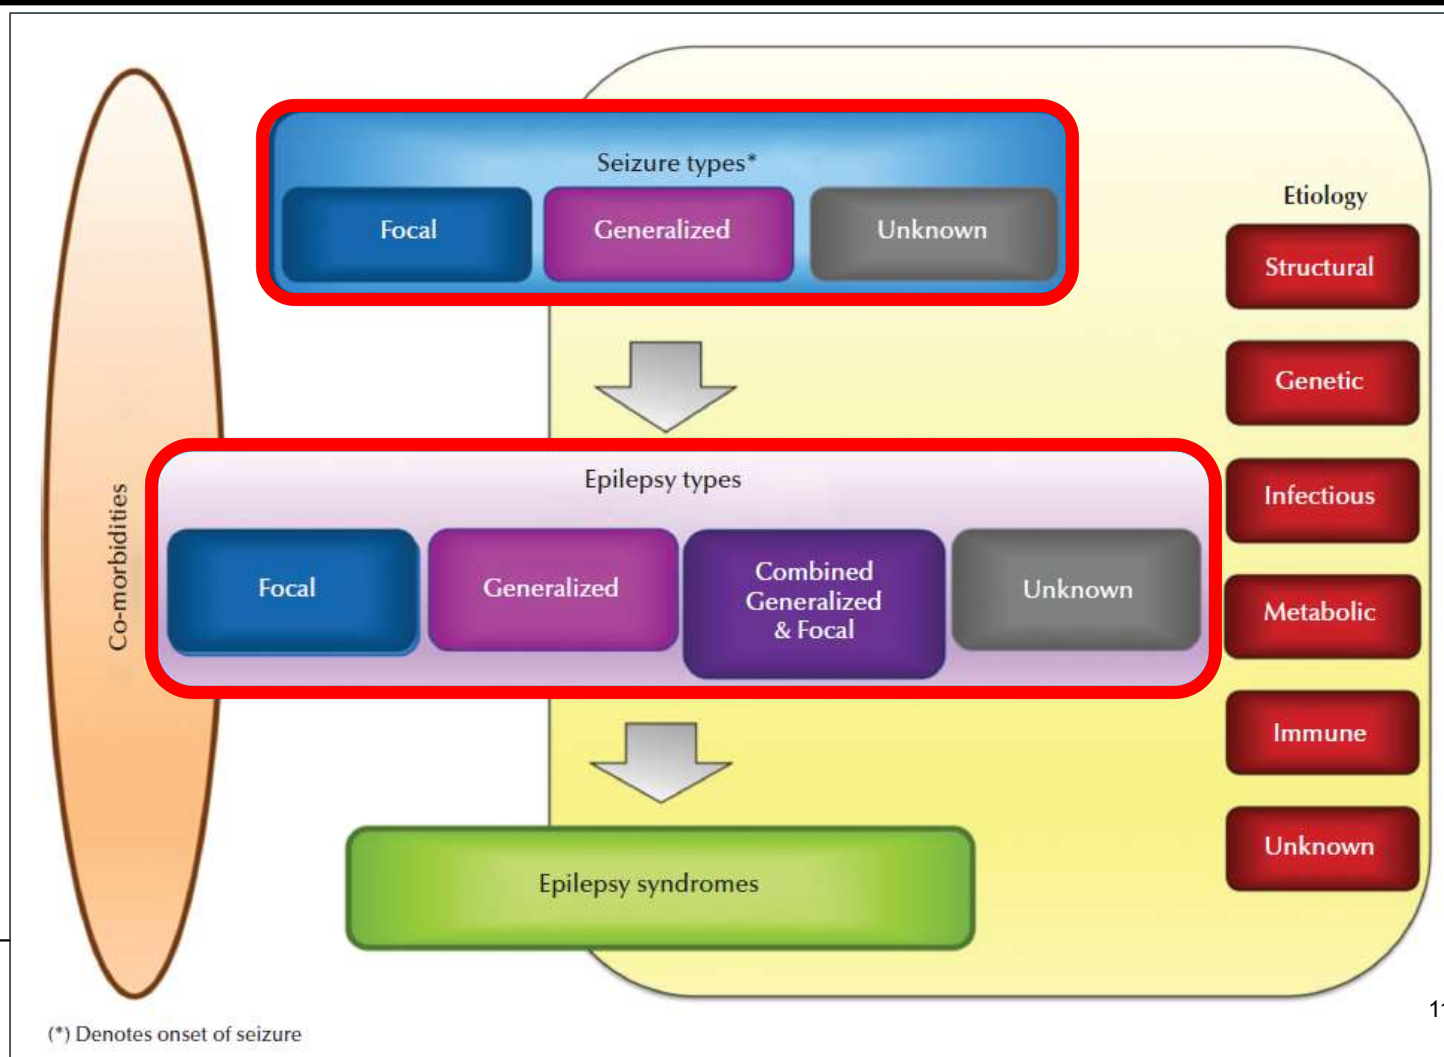 Seizure types*
Focal
Generalized
Unknown
Etiology
Structural
Genetic
Infectious
Metabolic
Immune
Unknown
Co-morbidities
Epilepsy types
Focal
Generalized
Combined
Generalized
& Focal
Unknown
Epilepsy syndromes
(*) Denotes onset of seizure
11